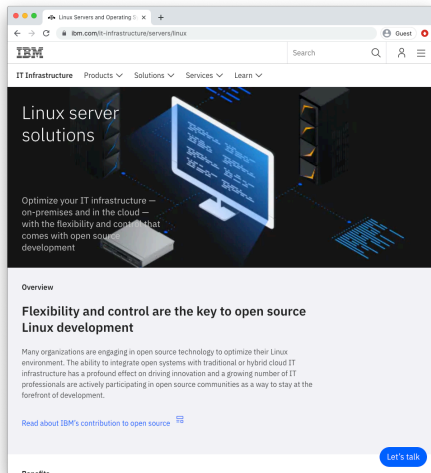 Linux Servers and Operating S
ibm.com/it-infrastructure/servers/linux
Guest
IBM
Search
IT Infrastructure Products Solutions Services Learn
Linux server
solutions
Optimize your IT infrastructure —
on-premises and in the cloud —
with the flexibility and control that
comes with open source
development
Overview
Flexibility and control are the key to open source
Linux development
Many organizations are engaging in open source technology to optimize their Linux
environment. The ability to integrate open systems with traditional or hybrid cloud IT
infrastructure has a profound effect on driving innovation and a growing number of IT
professionals are actively participating in open source communities as a way to stay at the
forefront of development.
Read about IBM's contribution to open source
Let's talk
Benefits